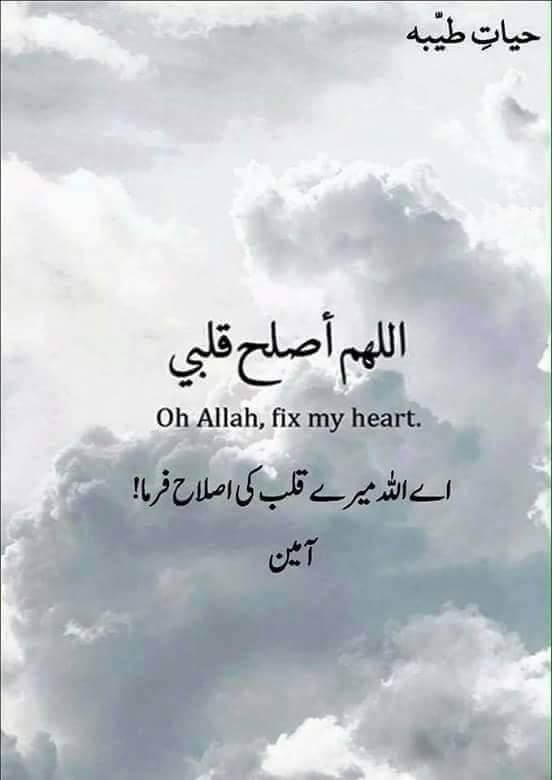 حیاتِ طیّبہ
اللهم أصلح قلبي
Oh Allah, fix my heart.
اے اللہ میرے قلب کی اصلاح فرما!
آمین